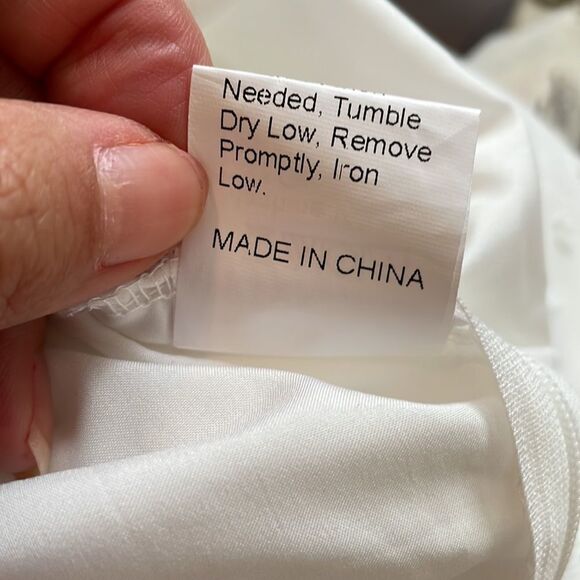 Needed, Tumble
Dry Low, Remove
Promptly, Iron
Low.
MADE IN CHINA